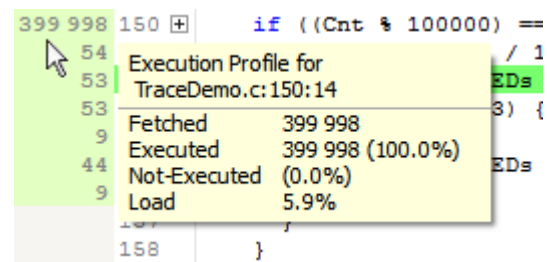 399 998 150 if ((Cnt % 100000) ==
54 / 1
Execution Profile for
TraceDemo.c:150:14
53 EDs
53 3) {
Fetched 399 998
Executed 399 998 (100.0%)
9
Not-Executed (0.0%)
44 EDs
Load 5.9%
9
}
158 }